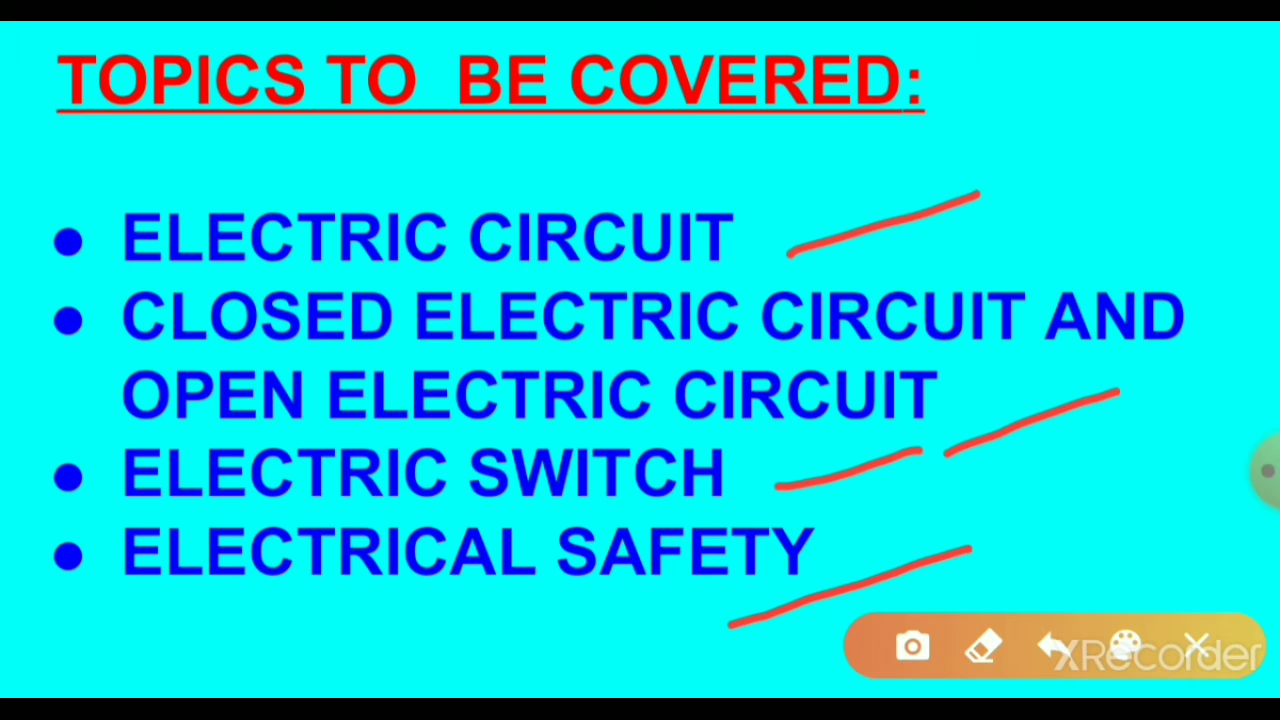 TOPICS TO BE COVERED:
● ELECTRIC CIRCUIT
● CLOSED ELECTRIC CIRCUIT AND
OPEN ELECTRIC CIRCUIT
● ELECTRIC SWITCH
● ELECTRICAL SAFETY
XRecorder